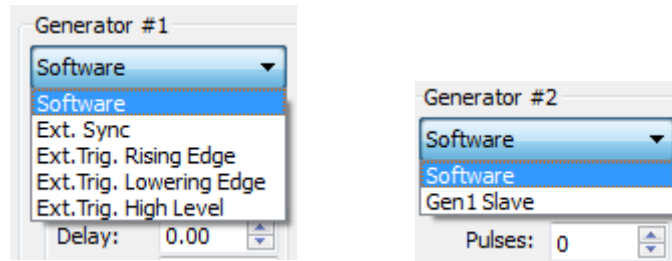 Generator #1
Software
Software
Ext. Sync
Ext.Trig. Rising Edge
Ext.Trig. Lowering Edge
Ext.Trig. High Level
Delay: 0.00
Generator #2
Software
Software
Gen1 Slave
Pulses: 0